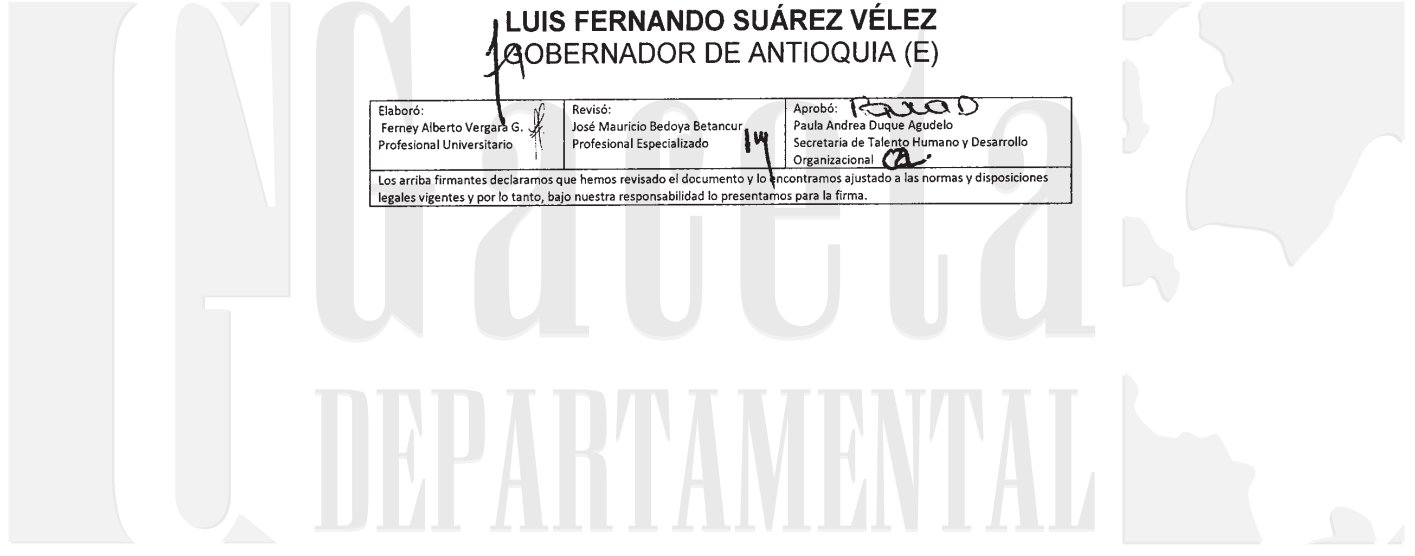 LUIS FERNANDO SUÁREZ VÉLEZ
GOBERNADOR DE ANTIOQUIA (E)
Elaboró:
Ferney Alberto Vergara G.
Profesional Universitario
Revisó:
José Mauricio Bedoya Betancur
Profesional Especializado
Aprobó:
Paula Andrea Duque Agudelo
Secretaria de Talento Humano y Desarrollo
Organizacional
Los arriba firmantes declaramos que hemos revisado el documento y lo encontramos ajustado a las normas y disposiciones
legales vigentes y por lo tanto, bajo nuestra responsabilidad lo presentamos para la firma.
Gaceta
DEPARTAMENTAL